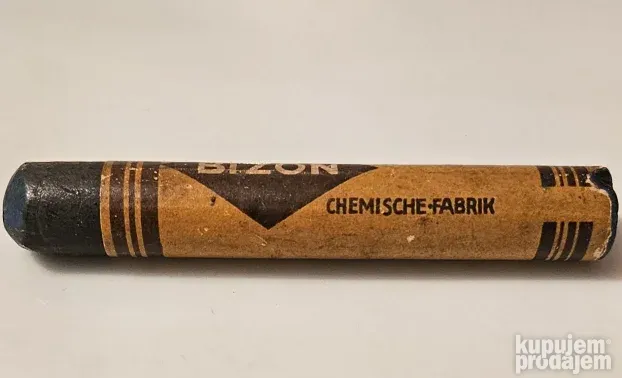 BIZON
CHEMISCHE-FABRIK
kupujem
prodajem